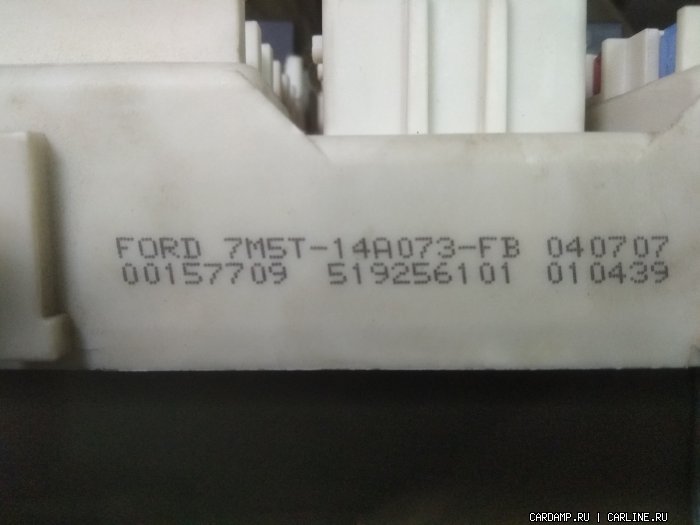 FORD 7M5T-14A073-FB 040707
00157709 519256101 010439
CARDAMP.RU | CARLINE.RU